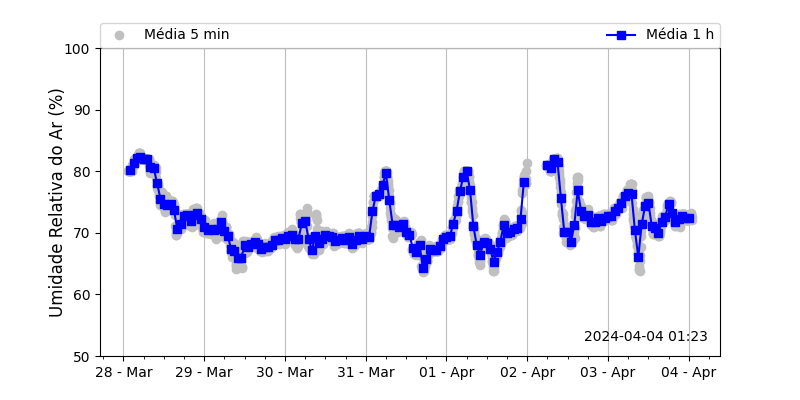 Média 5 min
Média 1 h
Umidade Relativa do Ar (%)
100
90
80
70
60
50
2024-04-04 01:23
28 - Mar
29 - Mar
30 - Mar
31 - Mar
01 - Apr
02 - Apr
03 - Apr
04 - Apr